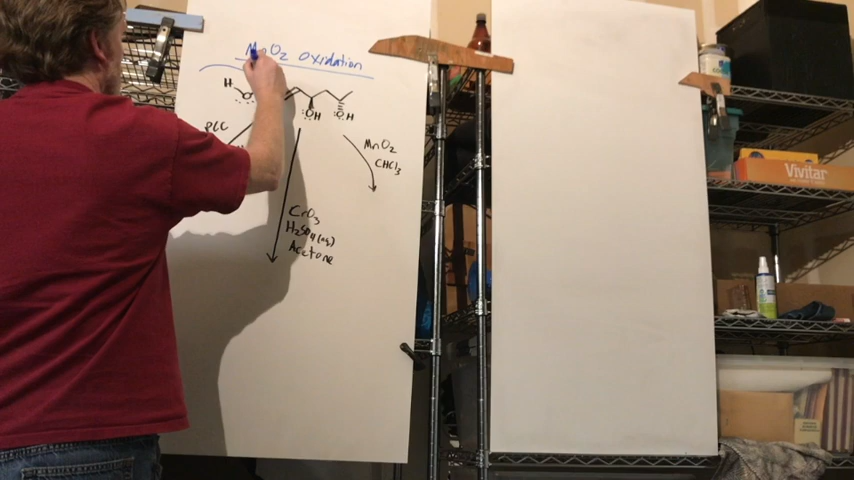 MnO2 Oxidation
H
O
OH
OH
PCC
MnO2
CHCl3
CrO3
H2SO4(aq)
Acetone
Vivitar